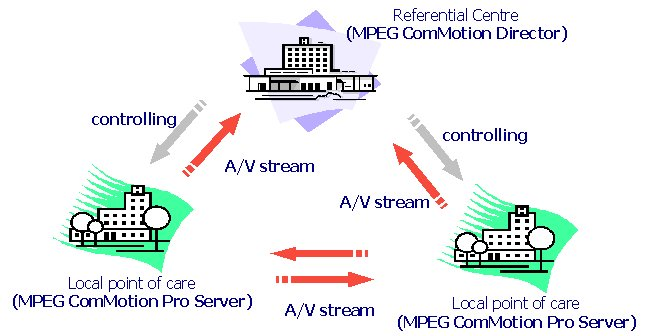 Referential Centre
(MPEG ComMotion Director)
controlling
controlling
A/V stream
A/V stream
Local point of care
(MPEG ComMotion Pro Server)
A/V stream
Local point of care
(MPEG ComMotion Pro Server)